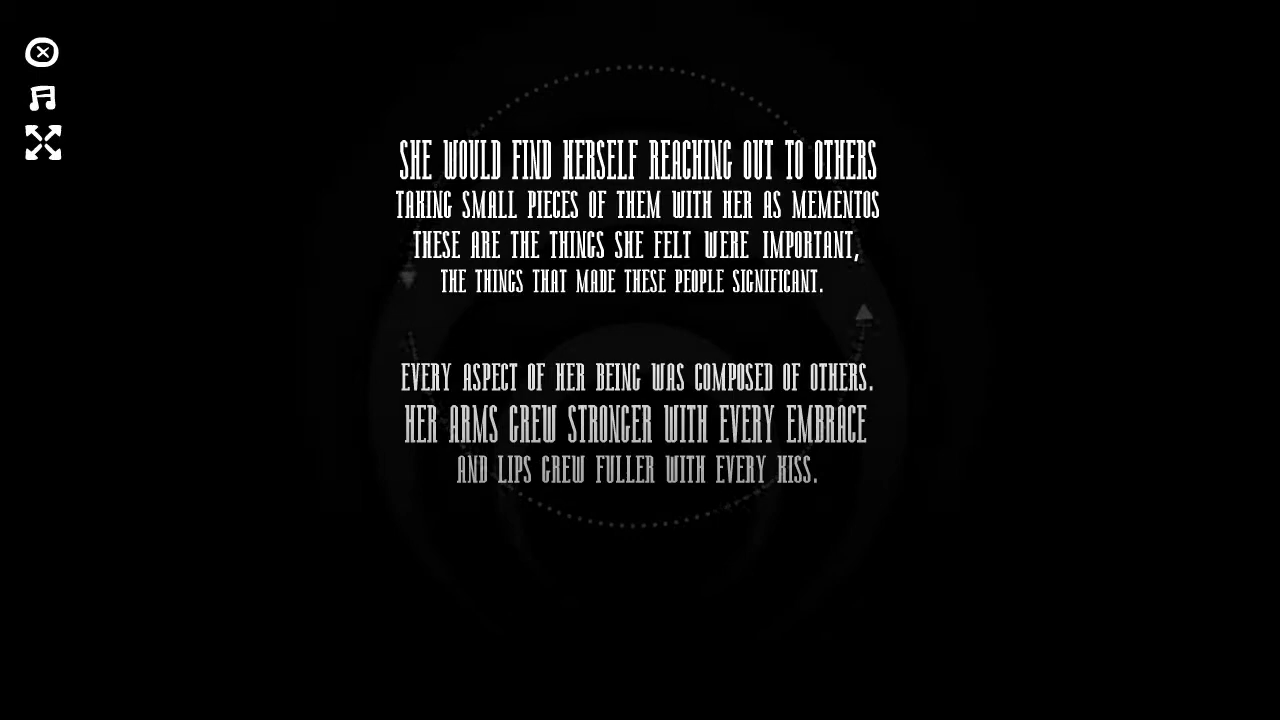 SHE WOULD FIND HERSELF REACHING OUT TO OTHERS
TAKING SMALL PIECES OF THEM WITH HER AS MEMENTOS
THESE ARE THE THINGS SHE FELT WERE IMPORTANT,
THE THINGS THAT MADE THESE PEOPLE SIGNIFICANT.
EVERY ASPECT OF HER BEING WAS COMPOSED OF OTHERS.
HER ARMS GREW STRONGER WITH EVERY EMBRACE
AND LIPS GREW FULLER WITH EVERY KISS.